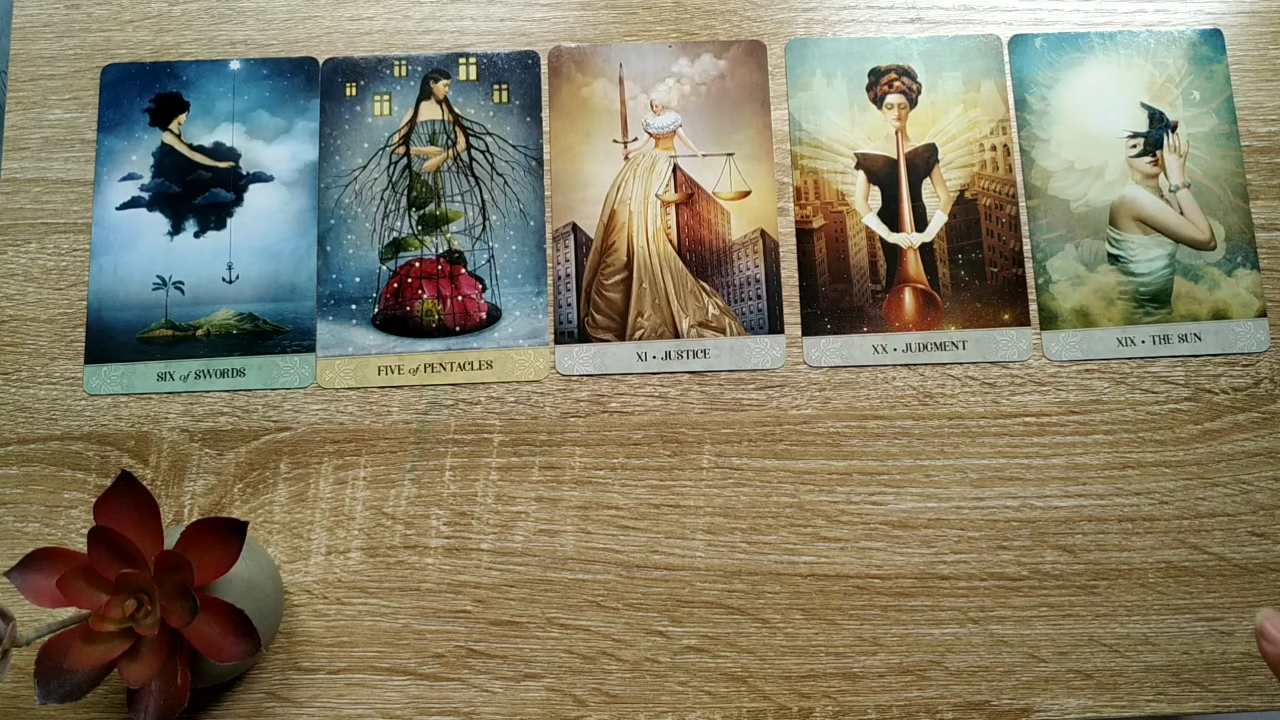 SIX of SWORDS
FIVE of PENTACLES
XI • JUSTICE
XX • JUDGMENT
XIX • THE SUN